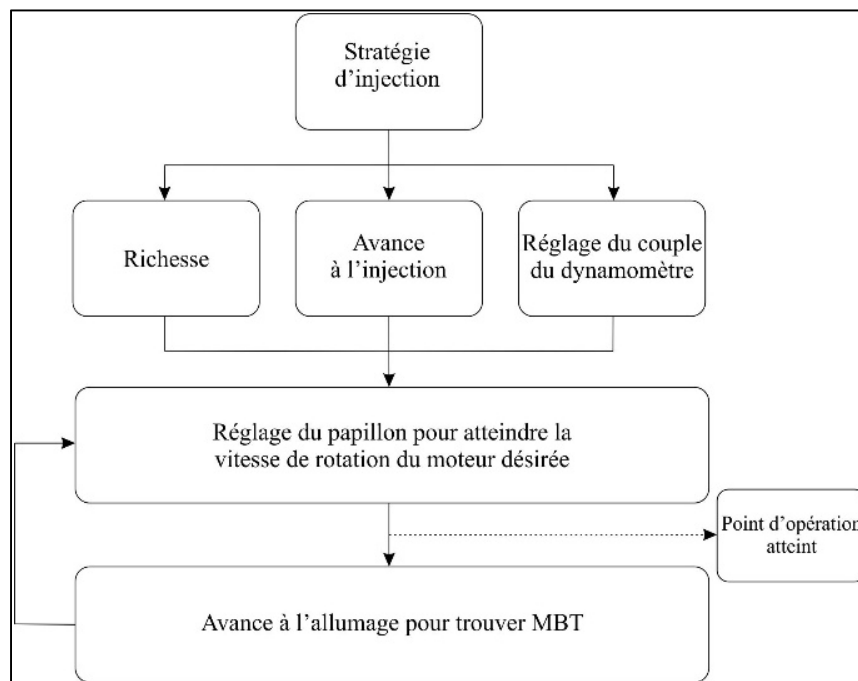 Stratégie
d'injection
Richesse
Avance
à l'injection
Réglage du couple
du dynamomètre
Réglage du papillon pour atteindre la
vitesse de rotation du moteur désirée
Point d'opération
atteint
Avance à l'allumage pour trouver MBT